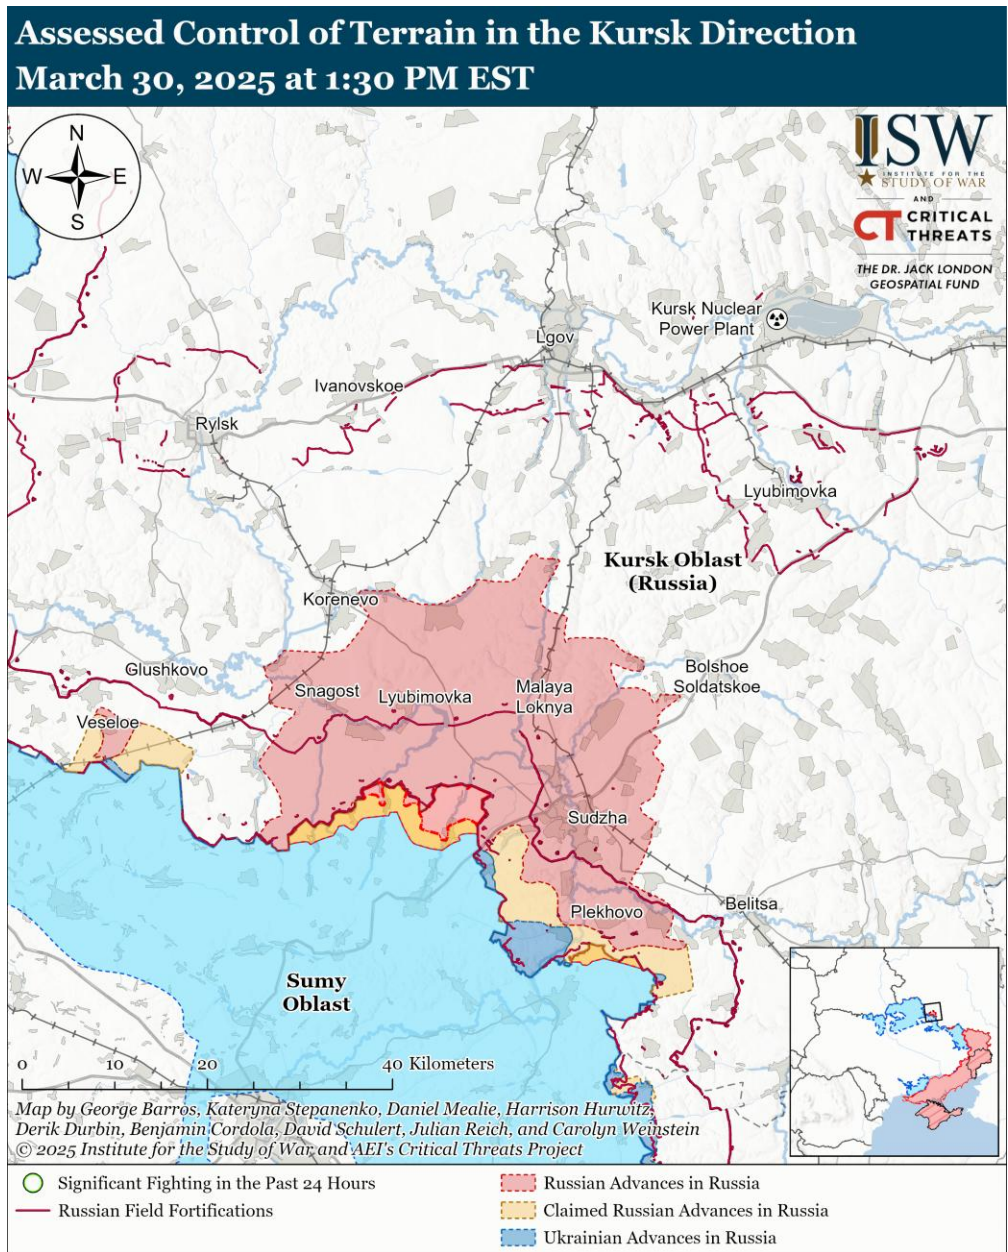 Assessed Control of Terrain in the Kursk Direction
March 30, 2025 at 1:30 PM EST
N
W
E
S
ISW
INSTITUTE FOR THE
STUDY OF WAR
AND
CT CRITICAL
THREATS
THE DR. JACK LONDON
GEOSPATIAL FUND
Kursk Nuclear
Power Plant
Lgov
Ivanovskoe
Rylsk
Lyubimovka
Kursk Oblast
(Russia)
Korenevo
Glushkovo
Snagost
Lyubimovka
Malaya
Loknya
Bolshoe
Soldatskoe
Veseloe
Sudzha
Plekhovo
Belitsa
Sumy
Oblast
0 10 20 40 Kilometers
Map by George Barros, Kateryna Stepanenko, Daniel Mealie, Harrison Hurwitz,
Derik Durbin, Benjamin Cordola, David Schulert, Julian Reich, and Carolyn Weinstein
© 2025 Institute for the Study of War and AEI's Critical Threats Project
Significant Fighting in the Past 24 Hours
Russian Field Fortifications
Russian Advances in Russia
Claimed Russian Advances in Russia
Ukrainian Advances in Russia